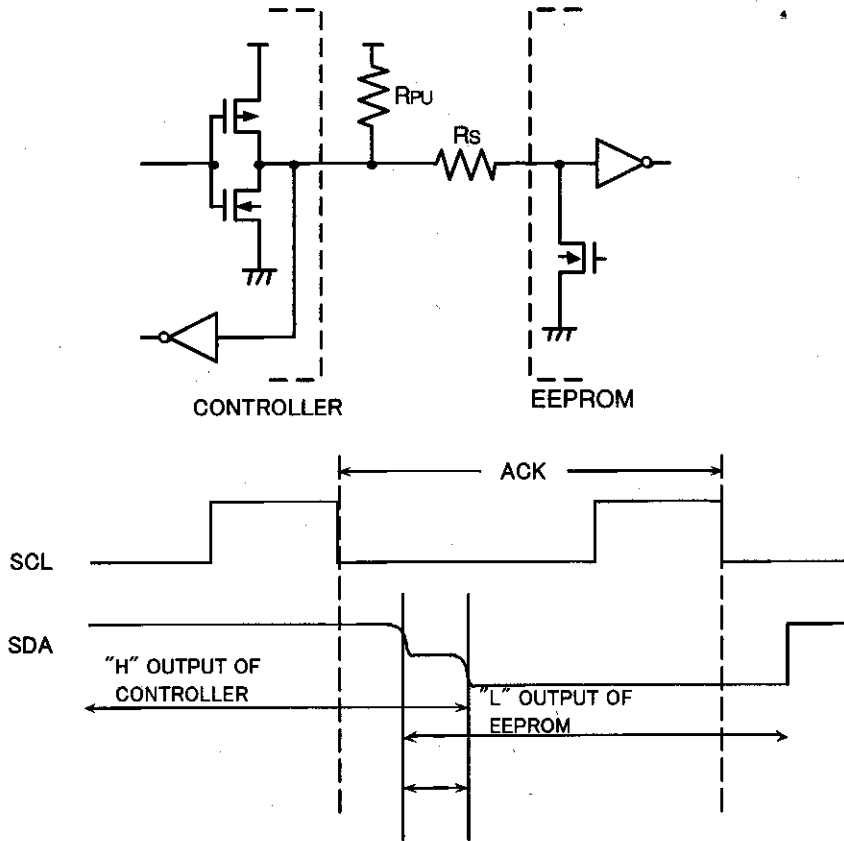 RPU
RS
CONTROLLER
EEPROM
ACK
SCL
SDA
"H" OUTPUT OF
CONTROLLER
"L" OUTPUT OF
EEPROM